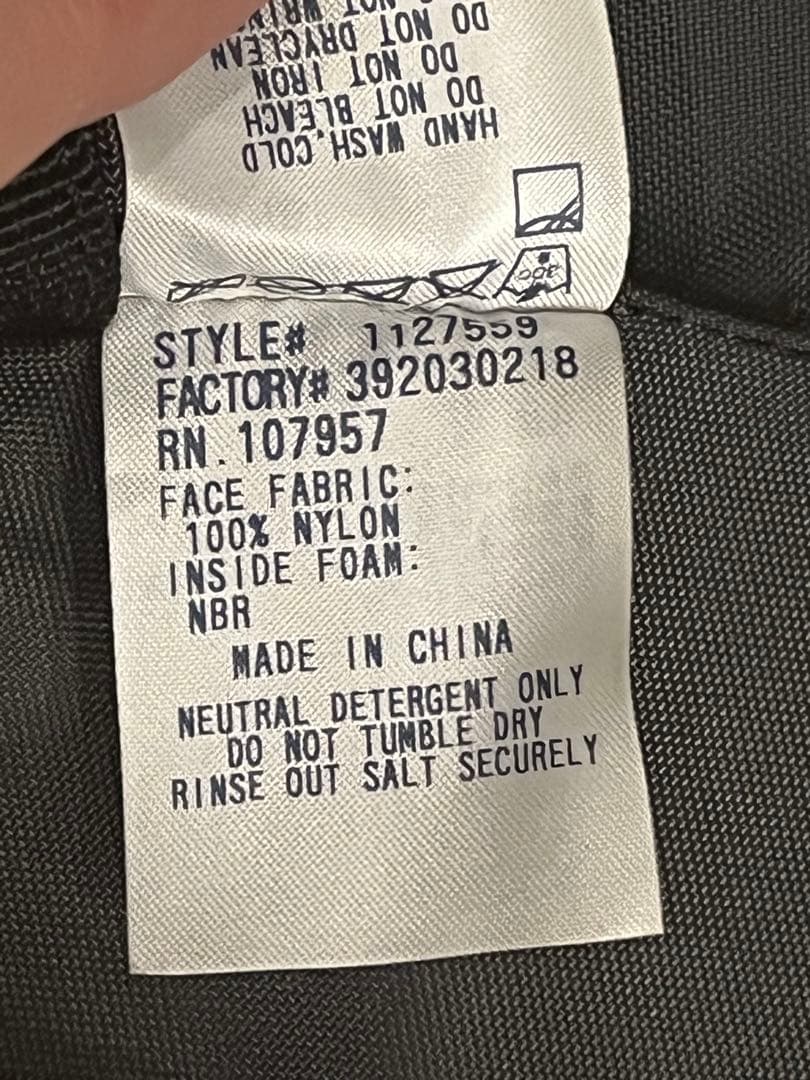 HAND WASH.COLD
DO NOT BLEACH
DO NOT IRON
DO NOT DRYCLEAN
NOT WRIN
STYLE# 1127559
FACTORY# 392030218
RN.107957
FACE FABRIC:
100% NYLON
INSIDE FOAM:
NBR
MADE IN CHINA
NEUTRAL DETERGENT ONLY
DO NOT TUMBLE DRY
RINSE OUT SALT SECURELY